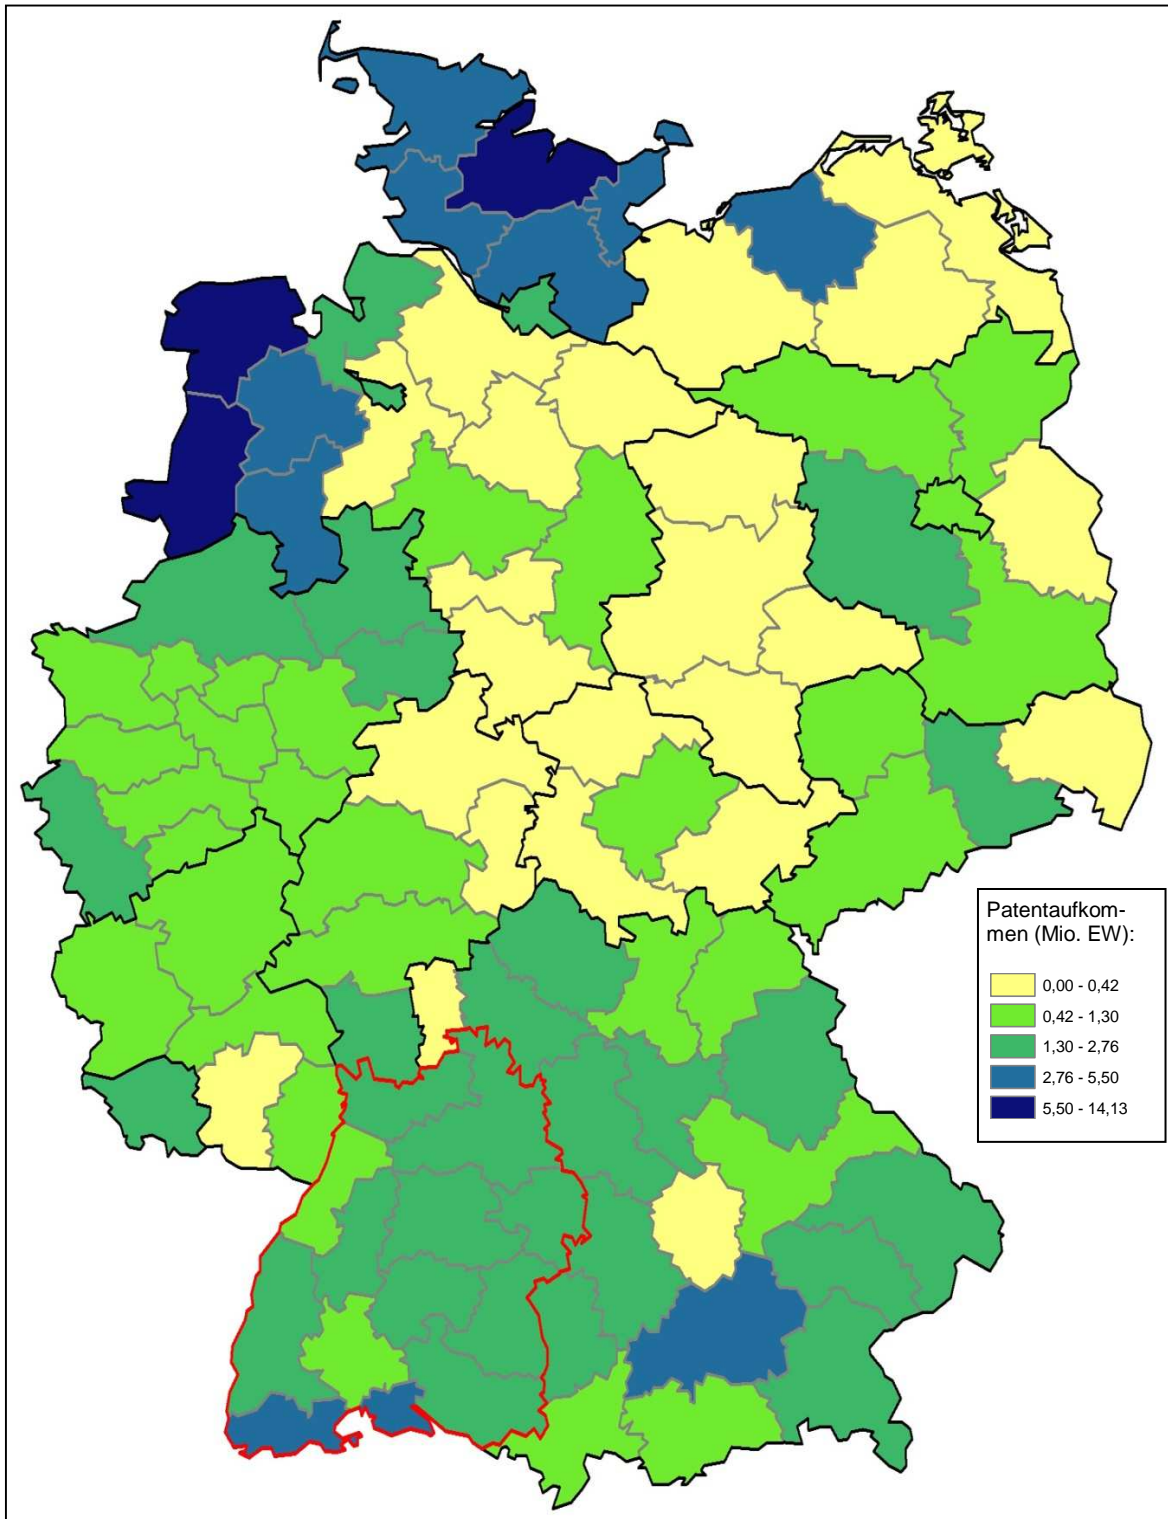 Patentaufkom-
men (Mio. EW):
0,00 - 0,42
0,42 - 1,30
1,30 - 2,76
2,76 - 5,50
5,50 - 14,13